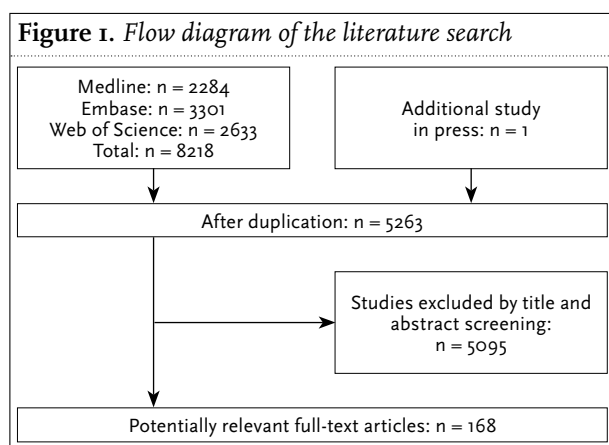 Figure 1. Flow diagram of the literature search
Medline: n = 2284
Embase: n = 3301
Web of Science: n = 2633
Total: n = 8218
Additional study
in press: n = 1
After duplication: n = 5263
Studies excluded by title and
abstract screening:
n = 5095
Potentially relevant full-text articles: n = 168